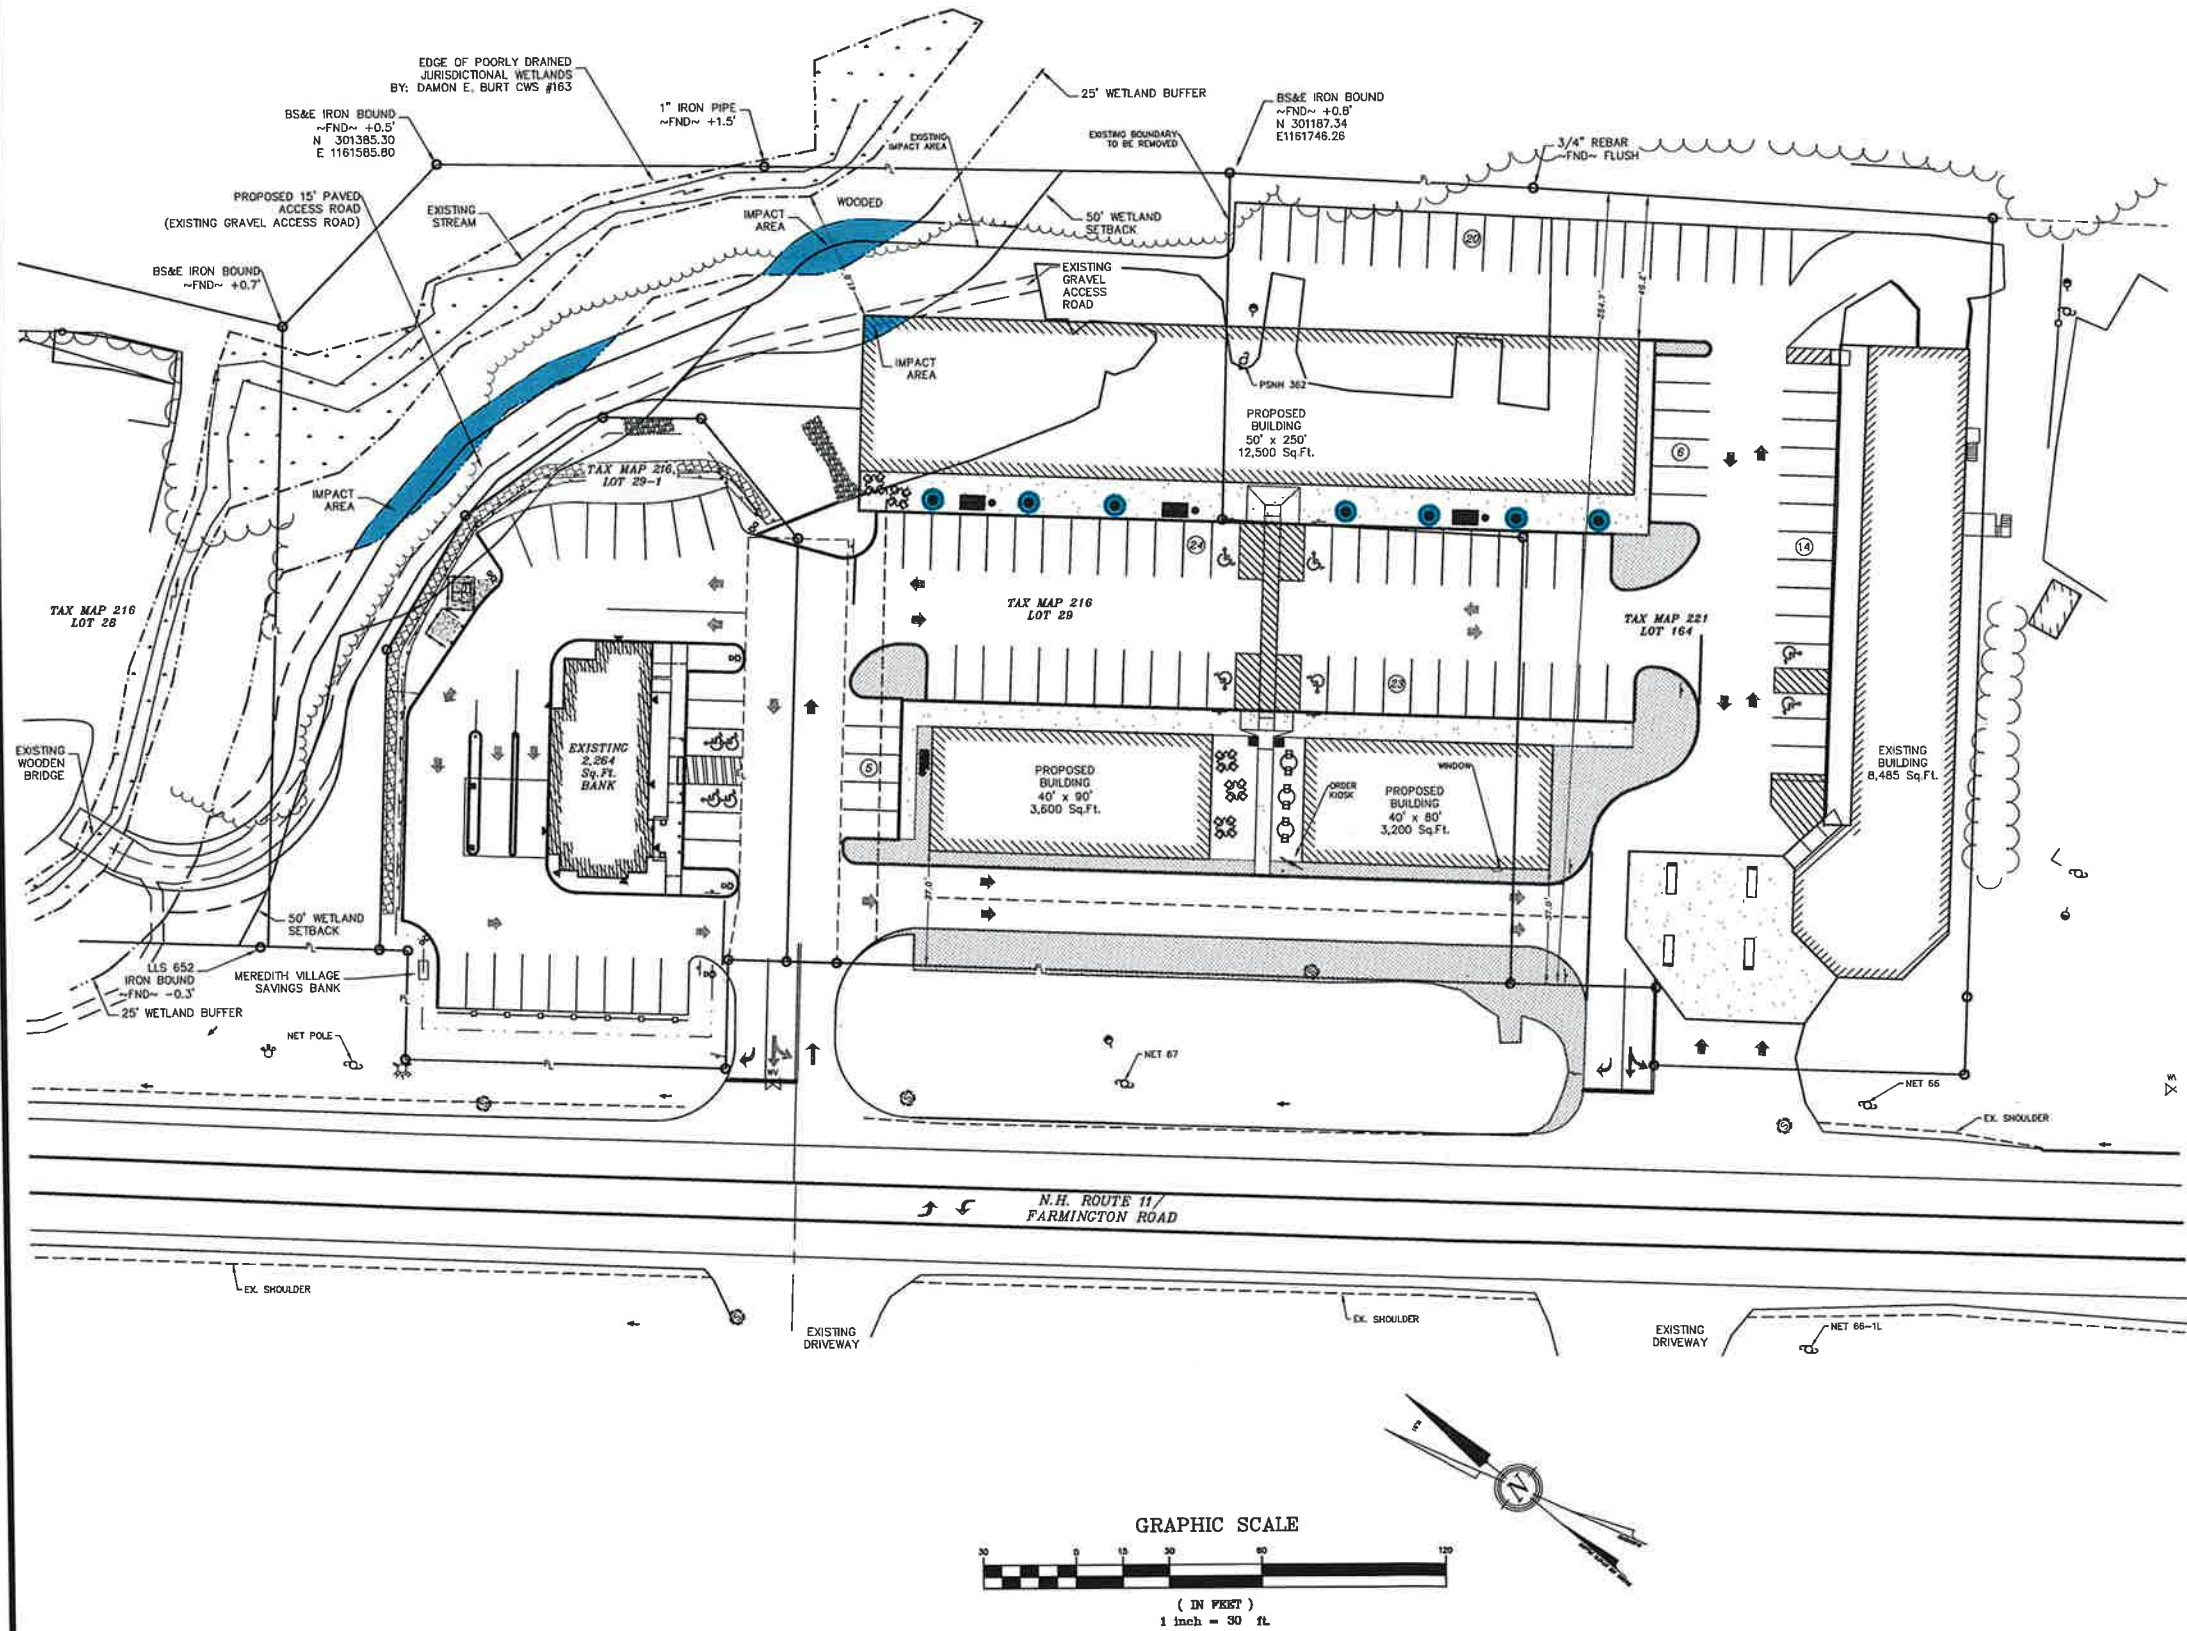 EDGE OF POORLY DRAINED
JURISDICTIONAL WETLANDS
BY: DAMON E. BURT CWS #163
BS&E IRON BOUND
~FND~ +0.5'
N 301385.30
E 1161585.80
1" IRON PIPE
~FND~ +1.5'
25' WETLAND BUFFER
BS&E IRON BOUND
~FND~ +0.8'
N 301187.34
E1161746.26
EXISTING
IMPACT AREA
EXISTING BOUNDARY
TO BE REMOVED
3/4" REBAR
~FND~ FLUSH
PROPOSED 15' PAVED
ACCESS ROAD
(EXISTING GRAVEL ACCESS ROAD)
EXISTING
STREAM
IMPACT
AREA
WOODED
50' WETLAND
SETBACK
20
BS&E IRON BOUND
~FND~ +0.7'
EXISTING
GRAVEL
ACCESS
ROAD
IMPACT
AREA
PSNH 362
PROPOSED
BUILDING
50' x 250'
12,500 Sq.Ft.
6
TAX MAP 216,
LOT 29-1
IMPACT
AREA
24
14
TAX MAP 216
LOT 28
TAX MAP 216
LOT 29
TAX MAP 221
LOT 164
23
EXISTING
WOODEN
BRIDGE
EXISTING
2,264
Sq.Ft.
BANK
5
PROPOSED
BUILDING
40' x 90'
3,600 Sq.Ft.
ORDER
KIOSK
WINDOW
PROPOSED
BUILDING
40' x 80'
3,200 Sq.Ft.
EXISTING
BUILDING
8,485 Sq.Ft.
37.0'
50' WETLAND
SETBACK
LLS 652
IRON BOUND
~FND~ -0.3'
MEREDITH VILLAGE
SAVINGS BANK
25' WETLAND BUFFER
NET POLE
NET 67
WV
NET 66
EX. SHOULDER
N.H. ROUTE 11/
FARMINGTON ROAD
EX. SHOULDER
EXISTING
DRIVEWAY
EX. SHOULDER
EXISTING
DRIVEWAY
NET 66-1L
N
GRAPHIC SCALE
30 0 15 30 60 120
( IN FEET )
1 inch = 30 ft.